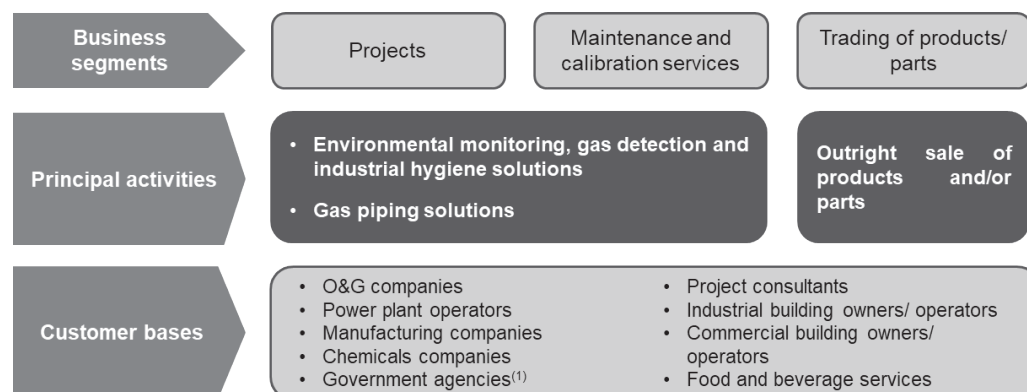 Business
segments
Projects
Maintenance and
calibration services
Trading of products/
parts
Principal activities
• Environmental monitoring, gas detection and
industrial hygiene solutions
• Gas piping solutions
Outright sale of
products and/or
parts
Customer bases
• O&G companies
• Power plant operators
• Manufacturing companies
• Chemicals companies
• Government agencies(1)
• Project consultants
• Industrial building owners/ operators
• Commercial building owners/
operators
• Food and beverage services